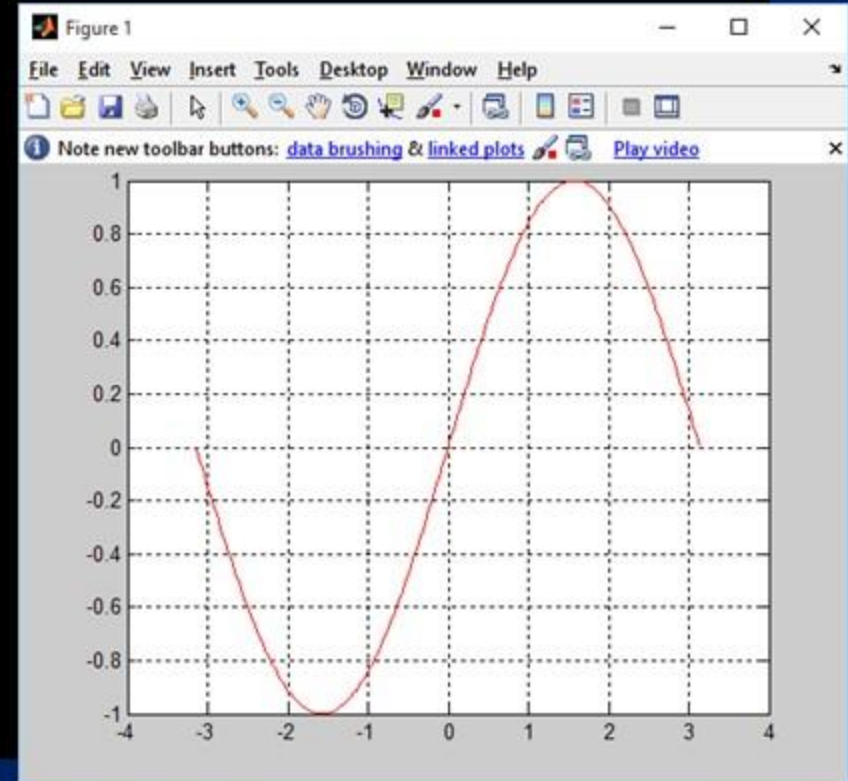 Figure 1
File Edit View Insert Tools Desktop Window Help
Note new toolbar buttons: data brushing & linked plots Play video
1
0.8
0.6
0.4
0.2
0
-0.2
-0.4
-0.6
-0.8
-1
-4 -3 -2 -1 0 1 2 3 4